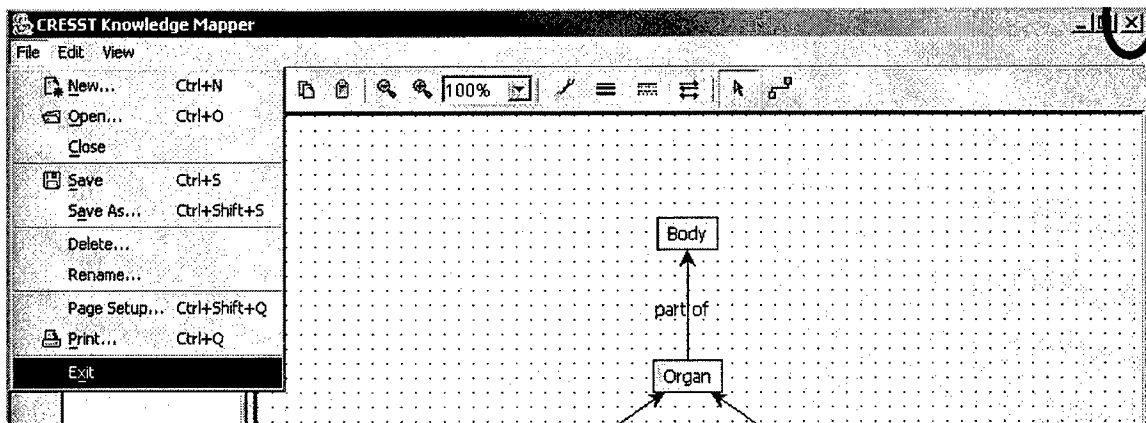 CRESST Knowledge Mapper
File Edit View
New... Ctrl+N
Open... Ctrl+O
Close
Save Ctrl+S
Save As... Ctrl+Shift+S
Delete...
Rename...
Page Setup... Ctrl+Shift+Q
Print... Ctrl+Q
Exit
100%
Body
part of
Organ